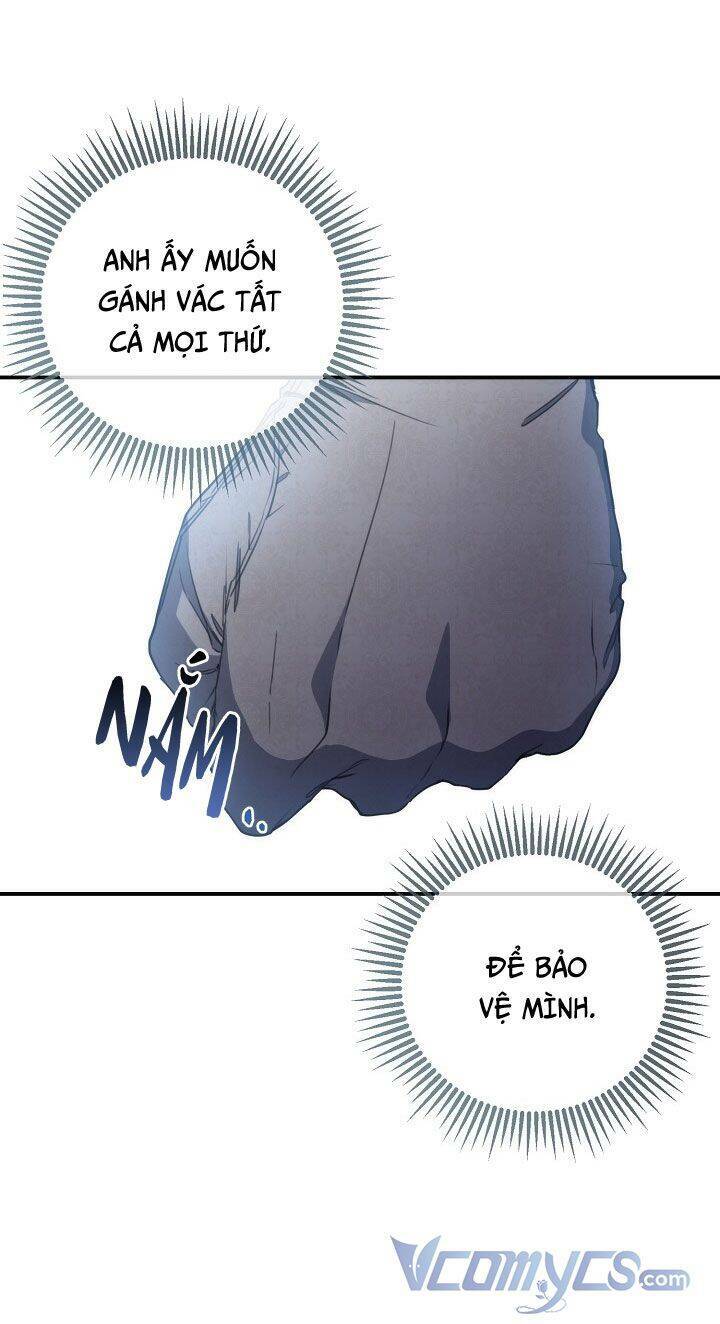 ANH ẤY MUỐN
GÁNH VÁC TẤT
CẢ MỌI THỨ.
NẮM..
ĐỂ BẢO
VỆ MÌNH.
VCOMYCS.com